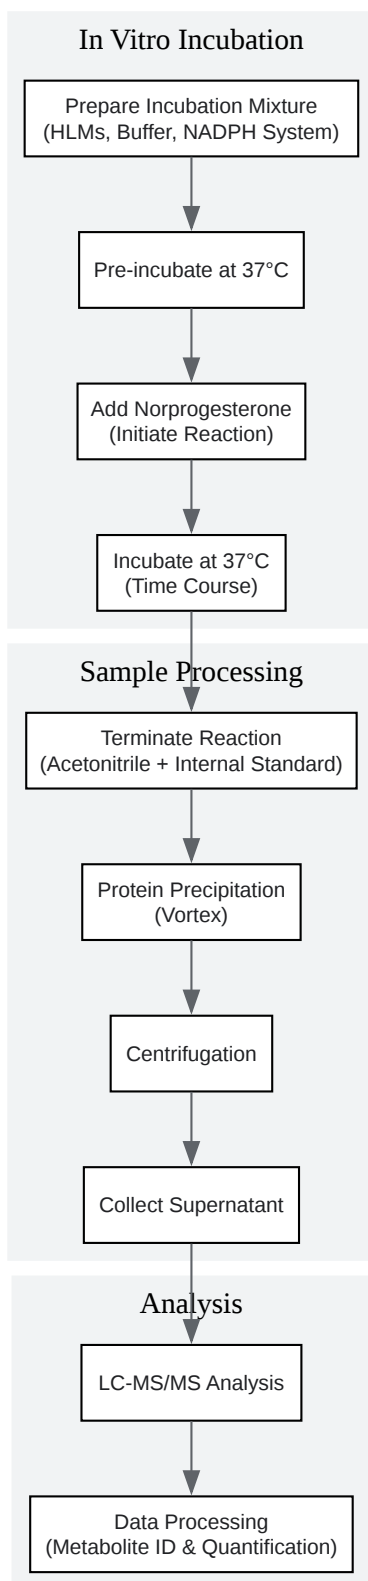 In Vitro Incubation
Prepare Incubation Mixture
(HLMs, Buffer, NADPH System)
Pre-incubate at 37°C
Add Norprogesterone
(Initiate Reaction)
Incubate at 37°C
(Time Course)
Sample Processing
Terminate Reaction
(Acetonitrile + Internal Standard)
Protein Precipitation
(Vortex)
Centrifugation
Collect Supernatant
Analysis
LC-MS/MS Analysis
Data Processing
(Metabolite ID & Quantification)